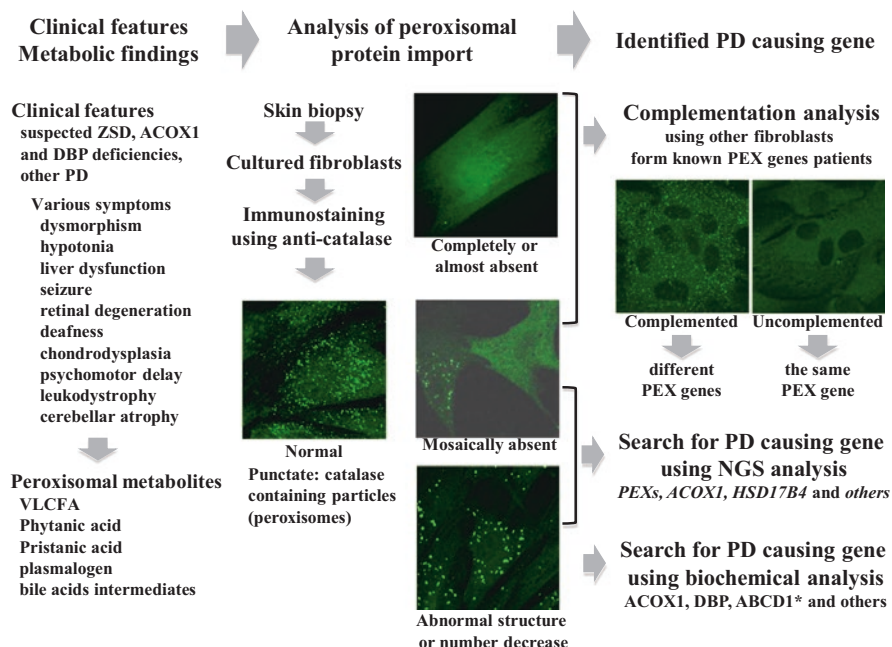 Clinical features
Metabolic findings
Analysis of peroxisomal
protein import
Identified PD causing gene
Clinical features
suspected ZSD, ACOX1
and DBP deficiencies,
other PD
Various symptoms
dysmorphism
hypotonia
liver dysfunction
seizure
retinal degeneration
deafness
chondrodysplasia
psychomotor delay
leukodystrophy
cerebellar atrophy
Peroxisomal metabolites
VLCFA
Phytanic acid
Pristanic acid
plasmalogen
bile acids intermediates
Skin biopsy
Cultured fibroblasts
Immunostaining
using anti-catalase
Normal
Punctate: catalase
containing particles
(peroxisomes)
Completely or
almost absent
Mosaically absent
Abnormal structure
or number decrease
Complementation analysis
using other fibroblasts
form known PEX genes patients
Complemented
Uncomplemented
different
PEX genes
the same
PEX gene
Search for PD causing gene
using NGS analysis
PEXs, ACOX1, HSD17B4 and others
Search for PD causing gene
using biochemical analysis
ACOX1, DBP, ABCD1* and others